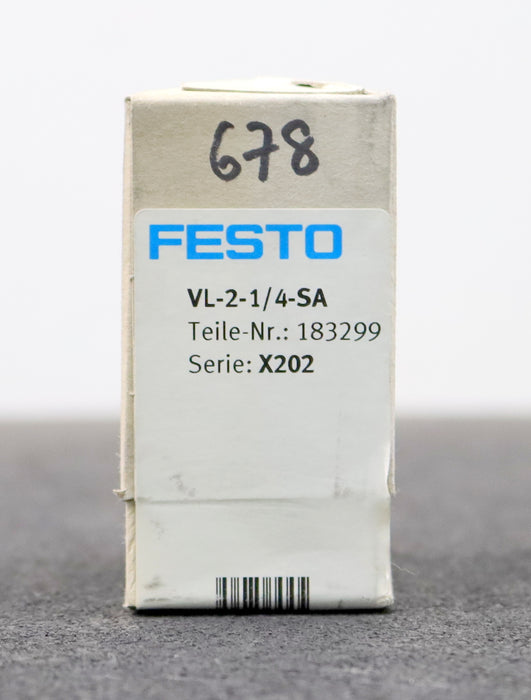 678
FESTO
VL-2-1/4-SA
Teile-Nr.: 183299
Serie: X202